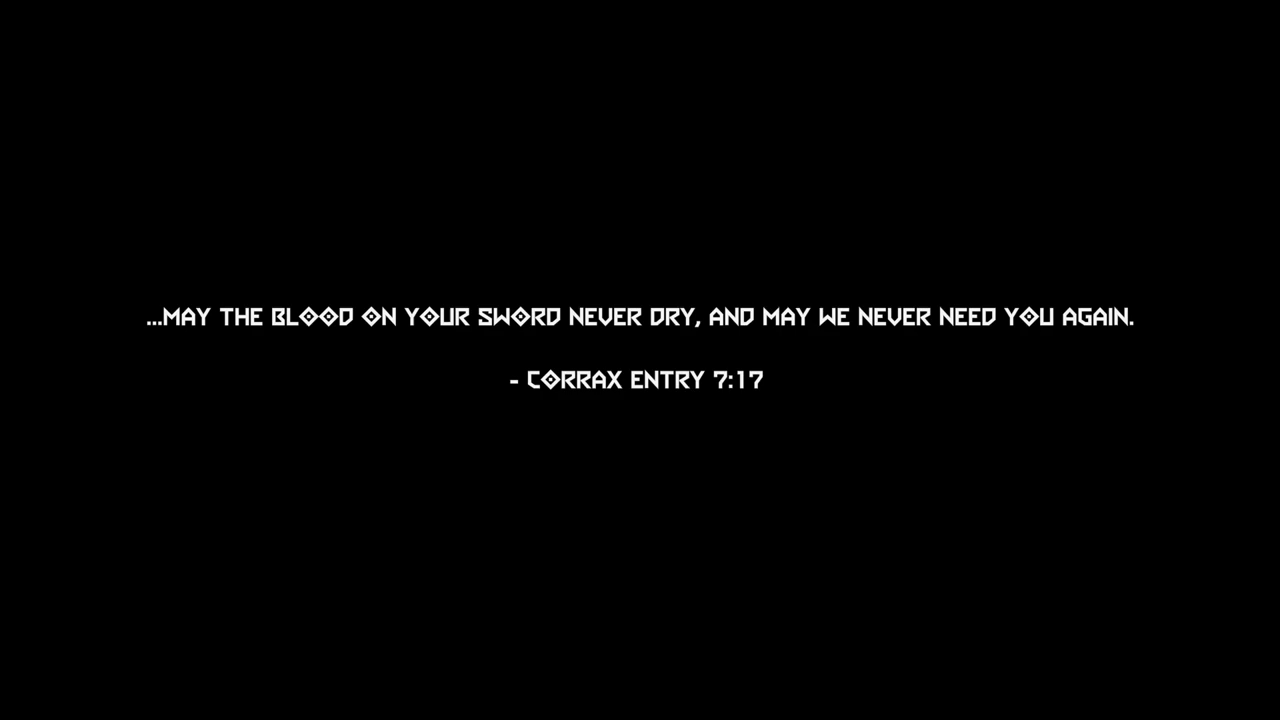 ...MAY THE BLOOD ON YOUR SWORD NEVER DRY, AND MAY WE NEVER NEED YOU AGAIN.
- CORRAX ENTRY 7:17